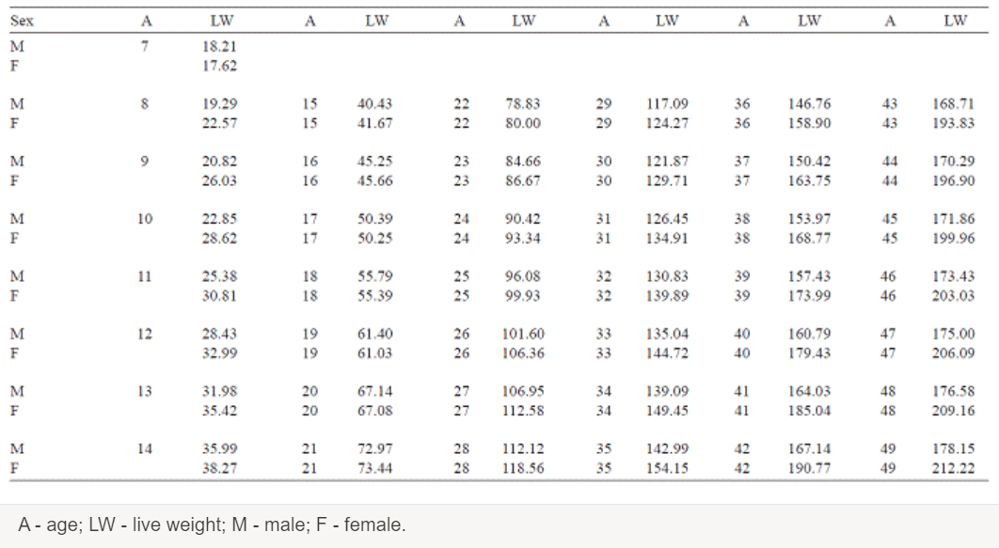 Sex A LW A LW A LW A LW A LW A LW
M 7 18.21
F 17.62
M 8 19.29 15 40.43 22 78.83 29 117.09 36 146.76 43 168.71
F 22.57 15 41.67 22 80.00 29 124.27 36 158.90 43 193.83
M 9 20.82 16 45.25 23 84.66 30 121.87 37 150.42 44 170.29
F 26.03 16 45.66 23 86.67 30 129.71 37 163.75 44 196.90
M 10 22.85 17 50.39 24 90.42 31 126.45 38 153.97 45 171.86
F 28.62 17 50.25 24 93.34 31 134.91 38 168.77 45 199.96
M 11 25.38 18 55.79 25 96.08 32 130.83 39 157.43 46 173.43
F 30.81 18 55.39 25 99.93 32 139.89 39 173.99 46 203.03
M 12 28.43 19 61.40 26 101.60 33 135.04 40 160.79 47 175.00
F 32.99 19 61.03 26 106.36 33 144.72 40 179.43 47 206.09
M 13 31.98 20 67.14 27 106.95 34 139.09 41 164.03 48 176.58
F 35.42 20 67.08 27 112.58 34 149.45 41 185.04 48 209.16
M 14 35.99 21 72.97 28 112.12 35 142.99 42 167.14 49 178.15
F 38.27 21 73.44 28 118.56 35 154.15 42 190.77 49 212.22
A - age; LW - live weight; M - male; F - female.